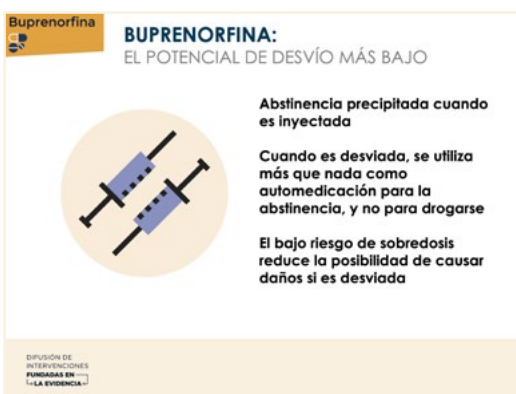 Buprenorfina
BUPRENORFINA:
EL POTENCIAL DE DESVÍO MÁS BAJO
Abstinencia precipitada cuando
es inyectada
Cuando es desviada, se utiliza
más que nada como
automedicación para la
abstinencia, y no para drogarse
El bajo riesgo de sobredosis
reduce la posibilidad de causar
daños si es desviada
DIFUSIÓN DE
INTERVENCIONES
FUNDADAS EN
LA EVIDENCIA